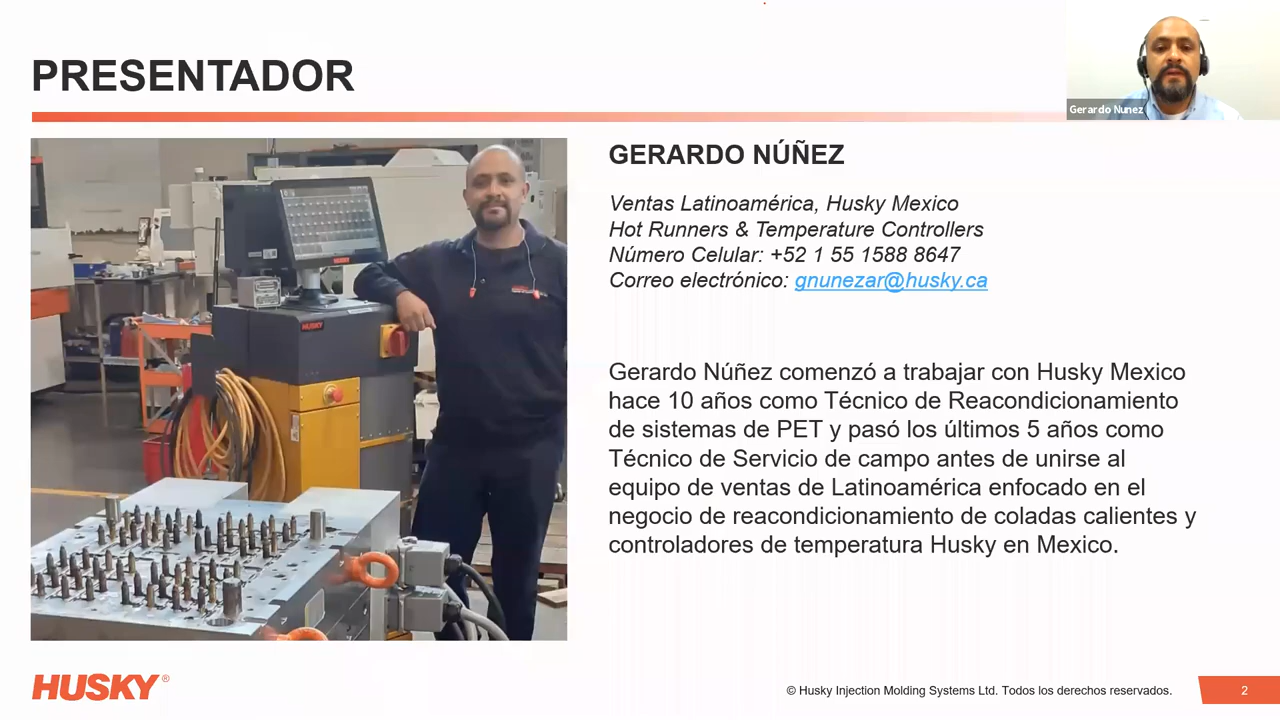 PRESENTADOR
Gerardo Nunez
GERARDO NÚÑEZ
Ventas Latinoamérica, Husky Mexico
Hot Runners & Temperature Controllers
Número Celular: +52 1 55 1588 8647
Correo electrónico: gnunezar@husky.ca
HUSKY
HUSKY
Gerardo Núñez comenzó a trabajar con Husky Mexico
hace 10 años como Técnico de Reacondicionamiento
de sistemas de PET y pasó los últimos 5 años como
Técnico de Servicio de campo antes de unirse al
equipo de ventas de Latinoamérica enfocado en el
negocio de reacondicionamiento de coladas calientes y
controladores de temperatura Husky en Mexico.
HUSKY®
© Husky Injection Molding Systems Ltd. Todos los derechos reservados.
2